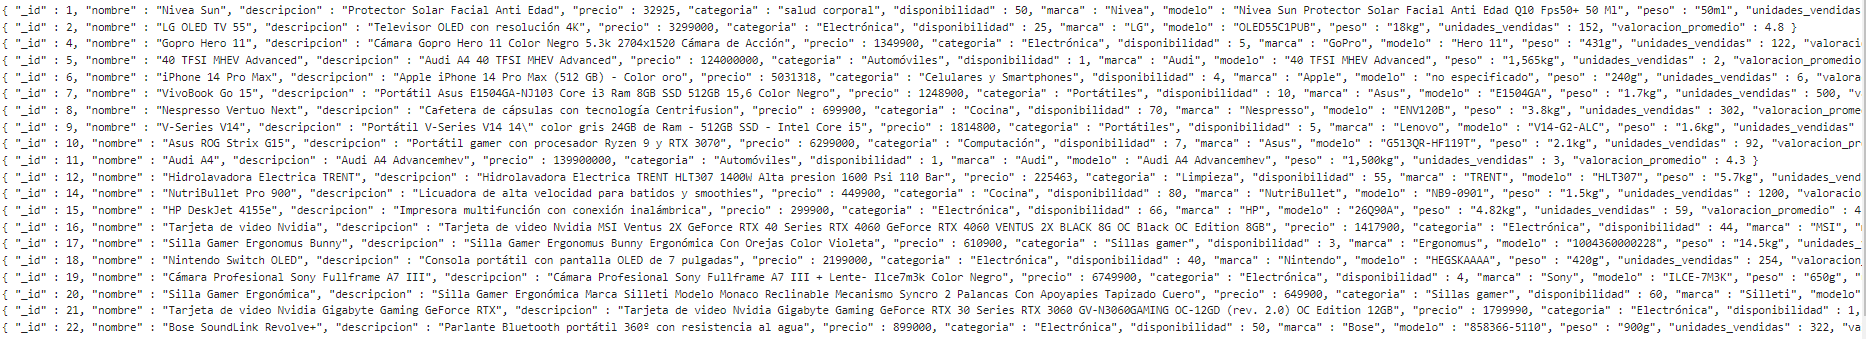 { "_id" : 1, "nombre" : "Nivea Sun", "descripcion" : "Protector Solar Facial Anti Edad", "precio" : 32925, "categoria" : "salud corporal", "disponibilidad" : 50, "marca" : "Nivea", "modelo" : "Nivea Sun Protector Solar Facial Anti Edad Q10 Fps50+ 50 Ml", "peso" : "50ml", "unidades_vendidas
{ "_id" : 2, "nombre" : "LG OLED TV 55", "descripcion" : "Televisor OLED con resolución 4K", "precio" : 3299000, "categoria" : "Electrónica", "disponibilidad" : 25, "marca" : "LG", "modelo" : "OLED55C1PUB", "peso" : "18kg", "unidades_vendidas" : 152, "valoracion_promedio" : 4.8 }
{ "_id" : 4, "nombre" : "Gopro Hero 11", "descripcion" : "Cámara Gopro Hero 11 Color Negro 5.3k 2704x1520 Cámara de Acción", "precio" : 1349900, "categoria" : "Electrónica", "disponibilidad" : 5, "marca" : "GoPro", "modelo" : "Hero 11", "peso" : "431g", "unidades_vendidas" : 122, "valoraci
{ "_id" : 5, "nombre" : "40 TFSI MHEV Advanced", "descripcion" : "Audi A4 40 TFSI MHEV Advanced", "precio" : 124000000, "categoria" : "Automóviles", "disponibilidad" : 1, "marca" : "Audi", "modelo" : "40 TFSI MHEV Advanced", "peso" : "1,565kg", "unidades_vendidas" : 2, "valoracion_promedio
{ "_id" : 6, "nombre" : "iPhone 14 Pro Max", "descripcion" : "Apple iPhone 14 Pro Max (512 GB) - Color oro", "precio" : 5031318, "categoria" : "Celulares y Smartphones", "disponibilidad" : 4, "marca" : "Apple", "modelo" : "no especificado", "peso" : "240g", "unidades_vendidas" : 6, "valora
{ "_id" : 7, "nombre" : "VivoBook Go 15", "descripcion" : "Portátil Asus E1504GA-NJ103 Core i3 Ram 8GB SSD 512GB 15,6 Color Negro", "precio" : 1248900, "categoria" : "Portátiles", "disponibilidad" : 10, "marca" : "Asus", "modelo" : "E1504GA", "peso" : "1.7kg", "unidades_vendidas" : 500, "v
{ "_id" : 8, "nombre" : "Nespresso Vertuo Next", "descripcion" : "Cafetera de cápsulas con tecnología Centrifusion", "precio" : 699900, "categoria" : "Cocina", "disponibilidad" : 70, "marca" : "Nespresso", "modelo" : "ENV120B", "peso" : "3.8kg", "unidades_vendidas" : 302, "valoracion_prome
{ "_id" : 9, "nombre" : "V-Series V14", "descripcion" : "Portátil V-Series V14 14\" color gris 24GB de Ram - 512GB SSD - Intel Core i5", "precio" : 1814800, "categoria" : "Portátiles", "disponibilidad" : 5, "marca" : "Lenovo", "modelo" : "V14-G2-ALC", "peso" : "1.6kg", "unidades_vendidas" 
{ "_id" : 10, "nombre" : "Asus ROG Strix G15", "descripcion" : "Portátil gamer con procesador Ryzen 9 y RTX 3070", "precio" : 6299000, "categoria" : "Computación", "disponibilidad" : 7, "marca" : "Asus", "modelo" : "G513QR-HF119T", "peso" : "2.1kg", "unidades_vendidas" : 92, "valoracion_pr
{ "_id" : 11, "nombre" : "Audi A4", "descripcion" : "Audi A4 Advancemhev", "precio" : 139900000, "categoria" : "Automóviles", "disponibilidad" : 1, "marca" : "Audi", "modelo" : "Audi A4 Advancemhev", "peso" : "1,500kg", "unidades_vendidas" : 3, "valoracion_promedio" : 4.3 }
{ "_id" : 12, "nombre" : "Hidrolavadora Electrica TRENT", "descripcion" : "Hidrolavadora Electrica TRENT HLT307 1400W Alta presion 1600 Psi 110 Bar", "precio" : 225463, "categoria" : "Limpieza", "disponibilidad" : 55, "marca" : "TRENT", "modelo" : "HLT307", "peso" : "5.7kg", "unidades_vend
{ "_id" : 14, "nombre" : "NutriBullet Pro 900", "descripcion" : "Licuadora de alta velocidad para batidos y smoothies", "precio" : 449900, "categoria" : "Cocina", "disponibilidad" : 80, "marca" : "NutriBullet", "modelo" : "NB9-0901", "peso" : "1.5kg", "unidades_vendidas" : 1200, "valoracio
{ "_id" : 15, "nombre" : "HP DeskJet 4155e", "descripcion" : "Impresora multifunción con conexión inalámbrica", "precio" : 299900, "categoria" : "Electrónica", "disponibilidad" : 66, "marca" : "HP", "modelo" : "26Q90A", "peso" : "4.82kg", "unidades_vendidas" : 59, "valoracion_promedio" : 4
{ "_id" : 16, "nombre" : "Tarjeta de video Nvidia", "descripcion" : "Tarjeta de video Nvidia MSI Ventus 2X GeForce RTX 40 Series RTX 4060 GeForce RTX 4060 VENTUS 2X BLACK 8G OC Black OC Edition 8GB", "precio" : 1417900, "categoria" : "Electrónica", "disponibilidad" : 44, "marca" : "MSI", "
{ "_id" : 17, "nombre" : "Silla Gamer Ergonomus Bunny", "descripcion" : "Silla Gamer Ergonomus Bunny Ergonómica Con Orejas Color Violeta", "precio" : 610900, "categoria" : "Sillas gamer", "disponibilidad" : 3, "marca" : "Ergonomus", "modelo" : "1004360000228", "peso" : "14.5kg", "unidades_
{ "_id" : 18, "nombre" : "Nintendo Switch OLED", "descripcion" : "Consola portátil con pantalla OLED de 7 pulgadas", "precio" : 2199000, "categoria" : "Electrónica", "disponibilidad" : 40, "marca" : "Nintendo", "modelo" : "HEGSKAAAA", "peso" : "420g", "unidades_vendidas" : 254, "valoracion
{ "_id" : 19, "nombre" : "Cámara Profesional Sony Fullframe A7 III", "descripcion" : "Cámara Profesional Sony Fullframe A7 III + Lente- Ilce7m3k Color Negro", "precio" : 6749900, "categoria" : "Electrónica", "disponibilidad" : 4, "marca" : "Sony", "modelo" : "ILCE-7M3K", "peso" : "650g", "
{ "_id" : 20, "nombre" : "Silla Gamer Ergonómica", "descripcion" : "Silla Gamer Ergonómica Marca Silleti Modelo Monaco Reclinable Mecanismo Syncro 2 Palancas Con Apoyapies Tapizado Cuero", "precio" : 649900, "categoria" : "Sillas gamer", "disponibilidad" : 60, "marca" : "Silleti", "modelo"
{ "_id" : 21, "nombre" : "Tarjeta de video Nvidia Gigabyte Gaming GeForce RTX", "descripcion" : "Tarjeta de video Nvidia Gigabyte Gaming GeForce RTX 30 Series RTX 3060 GV-N3060GAMING OC-12GD (rev. 2.0) OC Edition 12GB", "precio" : 1799990, "categoria" : "Electrónica", "disponibilidad" : 1,
{ "_id" : 22, "nombre" : "Bose SoundLink Revolve+", "descripcion" : "Parlante Bluetooth portátil 360º con resistencia al agua", "precio" : 899000, "categoria" : "Electrónica", "disponibilidad" : 50, "marca" : "Bose", "modelo" : "858366-5110", "peso" : "900g", "unidades_vendidas" : 322, "va